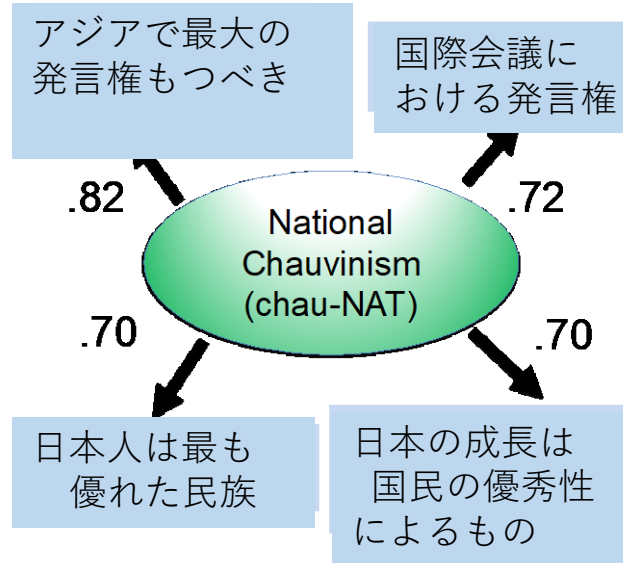 アジアで最大の
発言権もつべき
国際会議に
おける発言権
.82
.72
National
Chauvinism
(chau-NAT)
.70
.70
日本人は最も
優れた民族
日本の成長は
国民の優秀性
によるもの